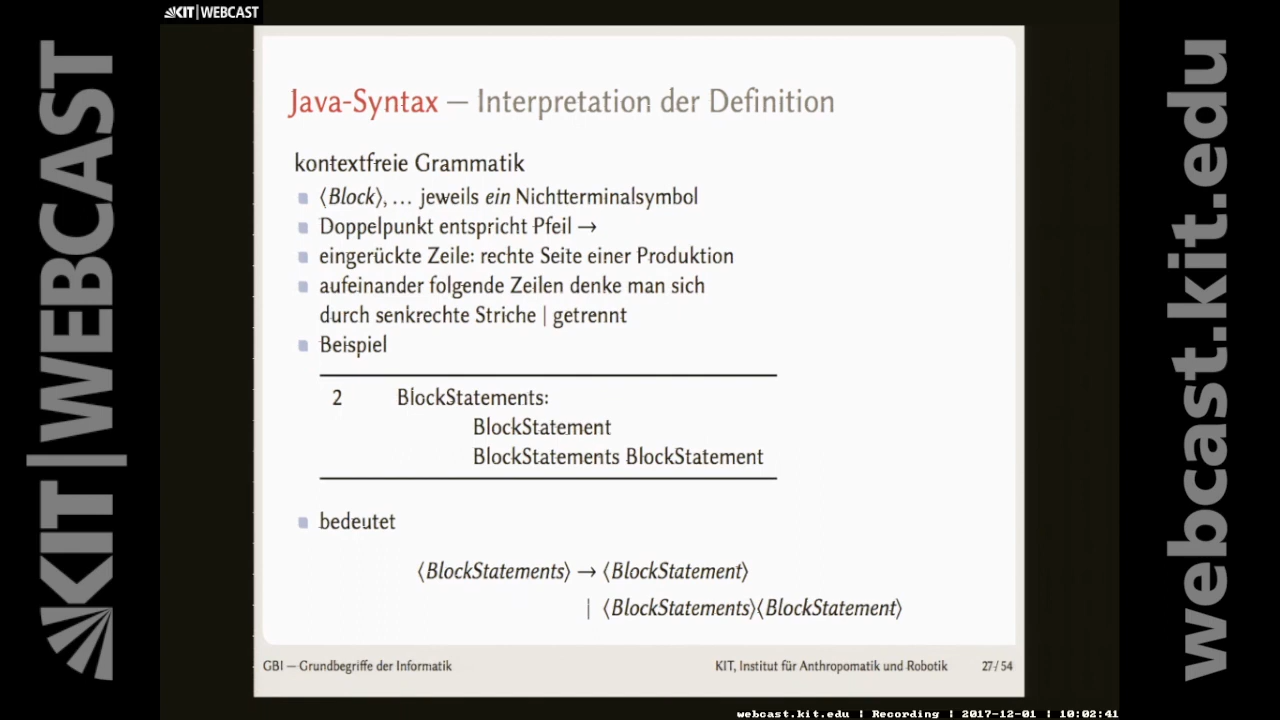 KIT|WEBCAST
KIT|WEBCAST
webcast.kit.edu
Java-Syntax — Interpretation der Definition
kontextfreie Grammatik
⟨Block⟩, … jeweils ein Nichtterminalsymbol
Doppelpunkt entspricht Pfeil →
eingerückte Zeile: rechte Seite einer Produktion
aufeinander folgende Zeilen denke man sich
durch senkrechte Striche | getrennt
Beispiel
2 BlockStatements:
BlockStatement
BlockStatements BlockStatement
bedeutet
⟨BlockStatements⟩ → ⟨BlockStatement⟩
| ⟨BlockStatements⟩⟨BlockStatement⟩
GBI — Grundbegriffe der Informatik KIT, Institut für Anthropomatik und Robotik 27 / 54
webcast.kit.edu | Recording | 2017-12-01 | 10:02:41